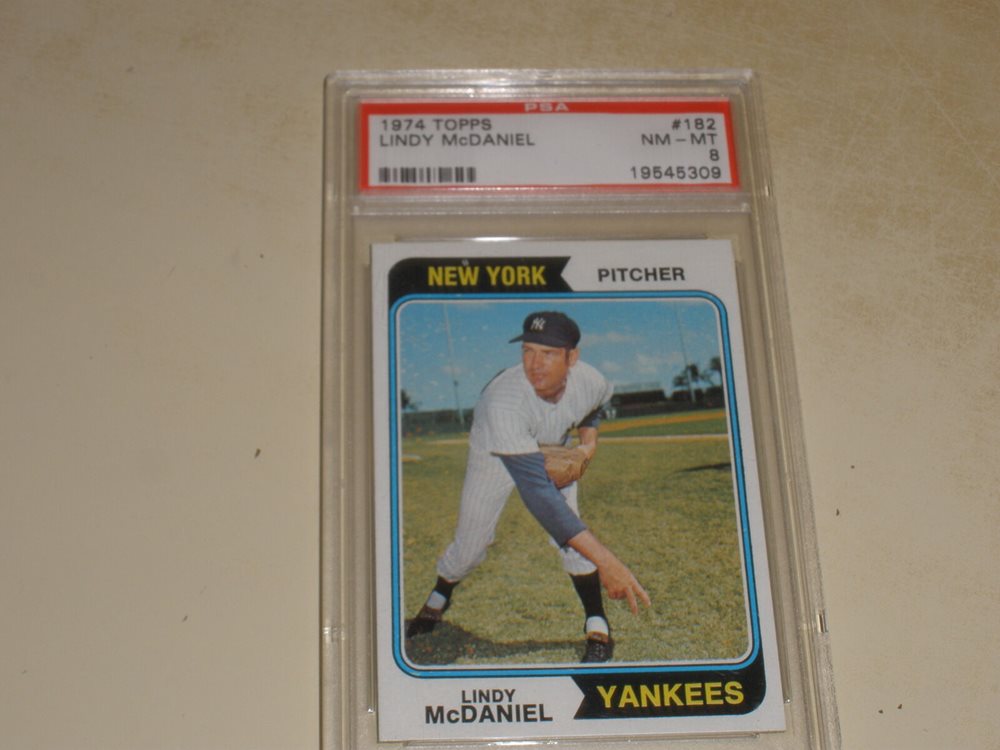 PSA
1974 TOPPS #182
LINDY McDANIEL NM-MT
8
19545309
NEW YORK PITCHER
NY
LINDY
McDANIEL
YANKEES